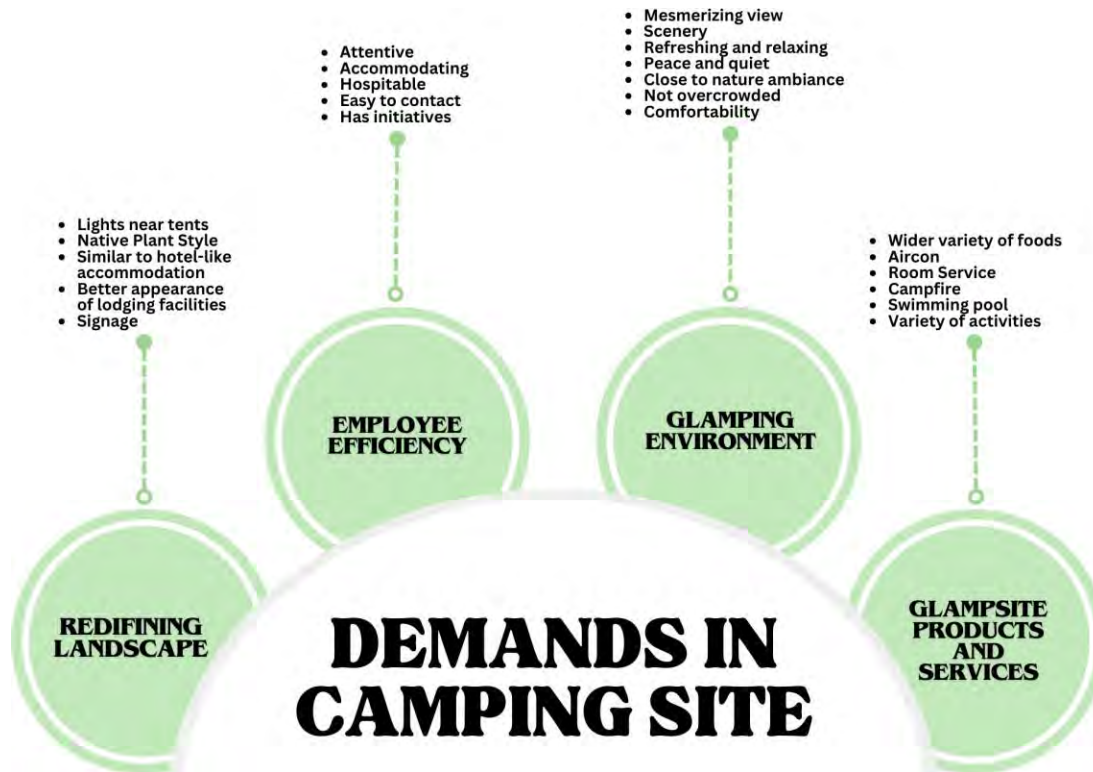 • Mesmerizing view
• Scenery
• Refreshing and relaxing
• Peace and quiet
• Close to nature ambiance
• Not overcrowded
• Comfortability
• Attentive
• Accommodating
• Hospitable
• Easy to contact
• Has initiatives
• Lights near tents
• Native Plant Style
• Similar to hotel-like
accommodation
• Better appearance
of lodging facilities
• Signage
• Wider variety of foods
• Aircon
• Room Service
• Campfire
• Swimming pool
• Variety of activities
EMPLOYEE
EFFICIENCY
GLAMPING
ENVIRONMENT
REDIFINING
LANDSCAPE
GLAMPSITE
PRODUCTS
AND
SERVICES
DEMANDS IN
CAMPING SITE